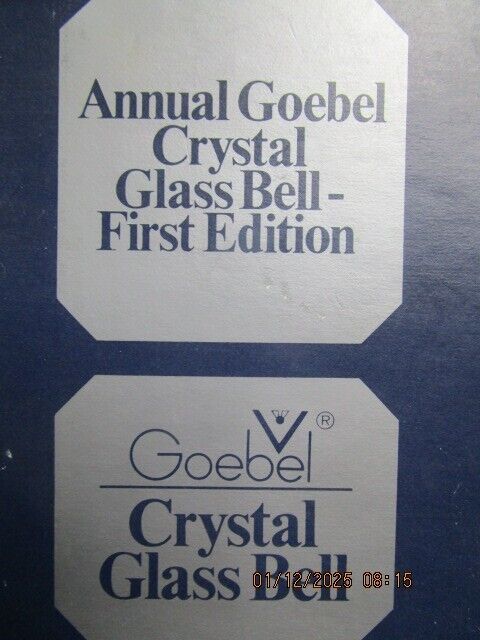 Annual Goebel
Crystal
Glass Bell -
First Edition
Goebel ®
Crystal
Glass Bell
01/12/2025 08:15